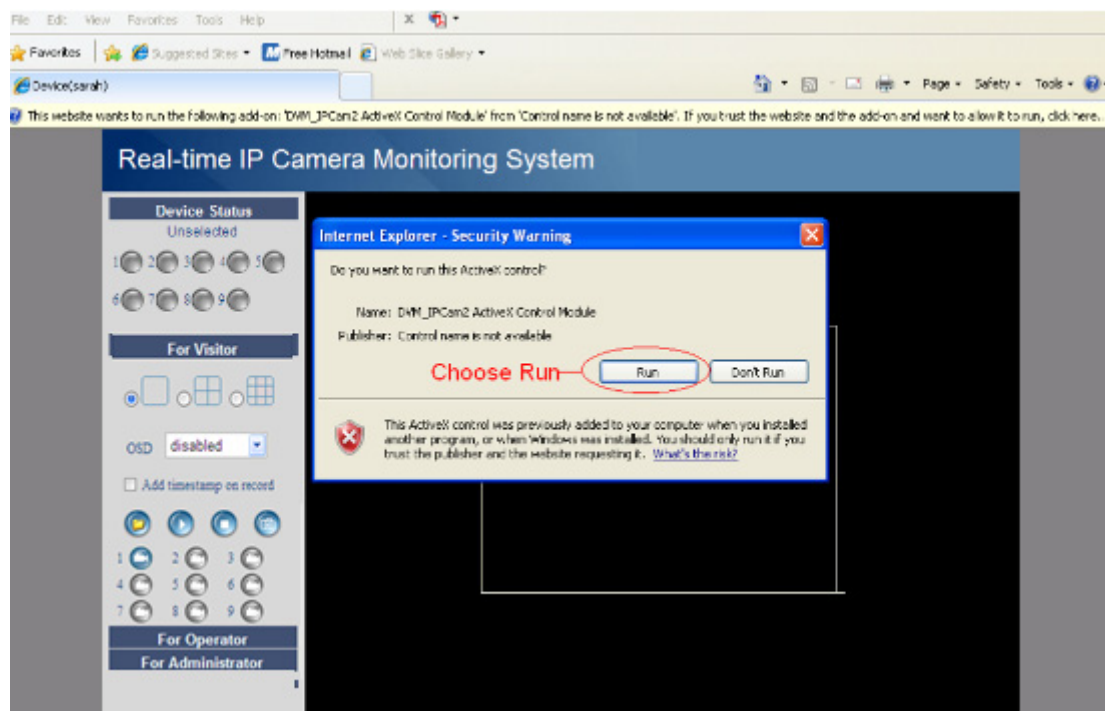 File Edit View Favorites Tools Help
Favorites Suggested Sites Free Hotmail Web Slice Gallery
Device(sarah)
Page Safety Tools
This website wants to run the following add-on: 'DVM_IPCam2 ActiveX Control Module' from 'Control name is not available'. If you trust the website and the add-on and want to allow it to run, click here..
Real-time IP Camera Monitoring System
Device Status
Unselected
1 2 3 4 5
6 7 8 9
For Visitor
OSD disabled
Add timestamp on record
1 2 3
4 5 6
7 8 9
For Operator
For Administrator
Internet Explorer - Security Warning
Do you want to run this ActiveX control?
Name: DVM_IPCam2 ActiveX Control Module
Publisher: Control name is not available
Choose Run
Run Don't Run
This ActiveX control was previously added to your computer when you installed
another program, or when Windows was installed. You should only run it if you
trust the publisher and the website requesting it. What's the risk?